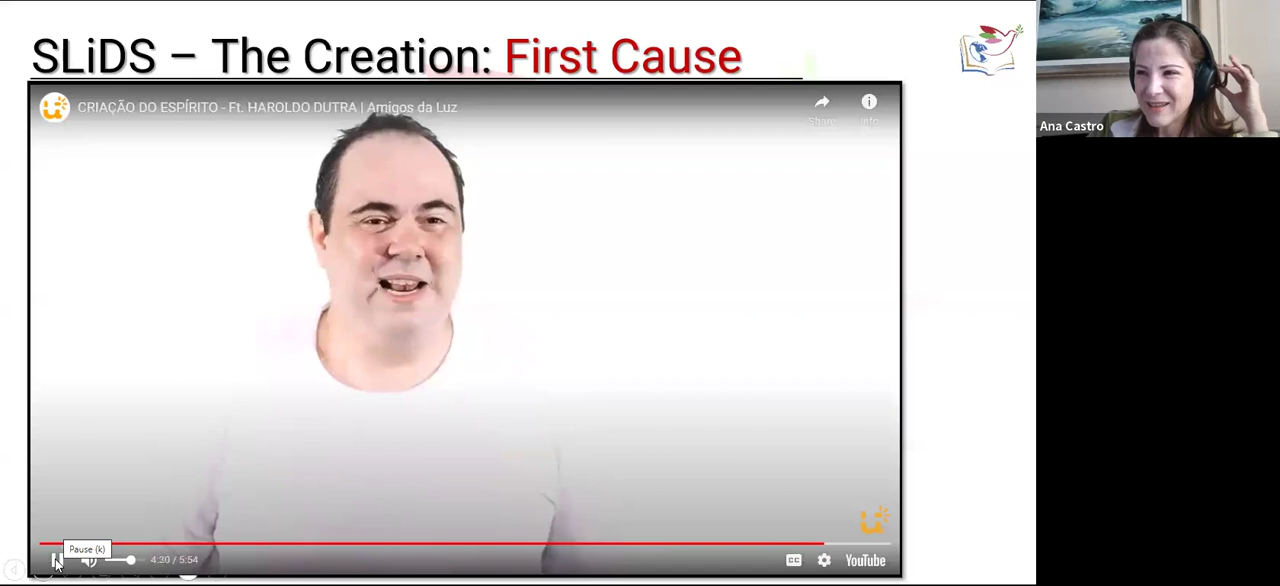 SLiDS – The Creation: First Cause
CRIAÇÃO DO ESPÍRITO - Ft. HAROLDO DUTRA | Amigos da Luz
Share
Info
Ana Castro
Pause (k)
4:20 / 5:54
CC
YouTube